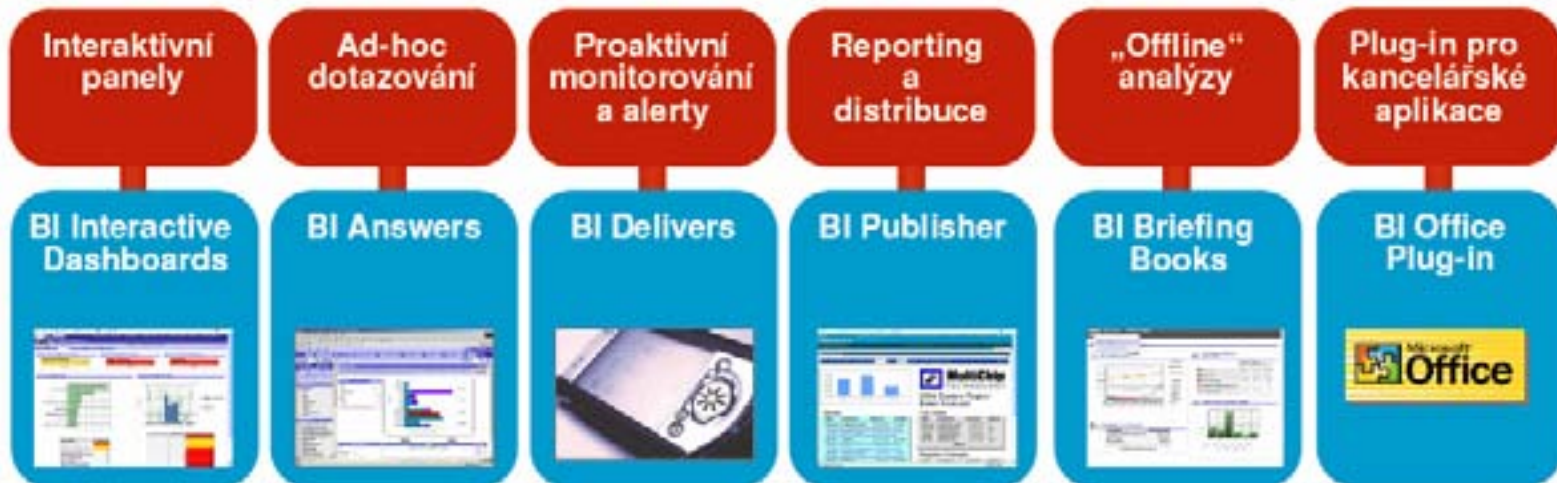 Interaktivní
panely
Ad-hoc
dotazování
Proaktivní
monitorování
a alerty
Reporting
a
distribuce
„Offline“
analýzy
Plug-in pro
kancelářské
aplikace
BI Interactive
Dashboards
BI Answers
BI Delivers
BI Publisher
BI Briefing
Books
BI Office
Plug-in
MultiChip
Microsoft
Office